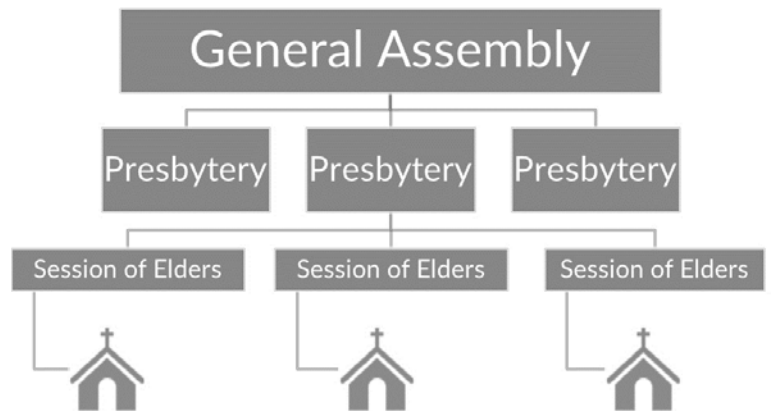 General Assembly
Presbytery Presbytery Presbytery
Session of Elders Session of Elders Session of Elders